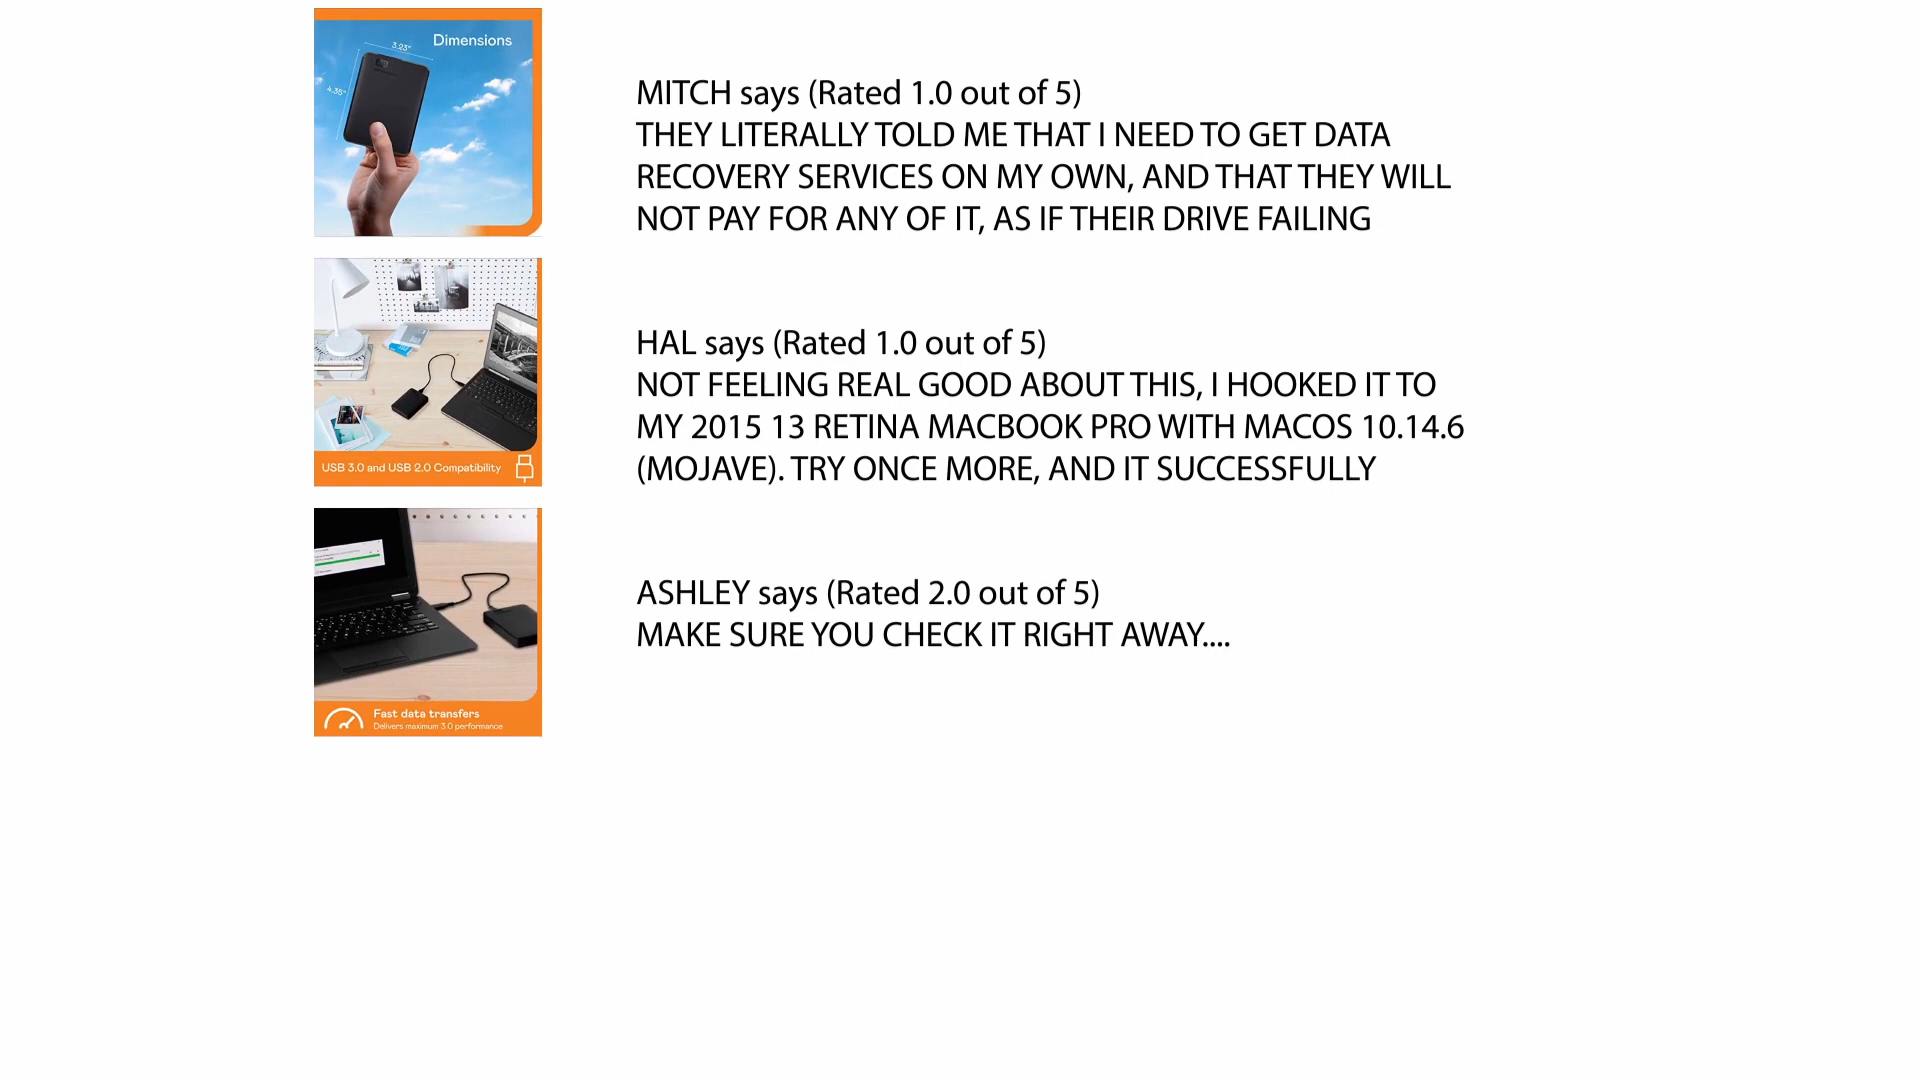 Dimensions
3.23"
4.35"
MITCH says (Rated 1.0 out of 5)
THEY LITERALLY TOLD ME THAT I NEED TO GET DATA
RECOVERY SERVICES ON MY OWN, AND THAT THEY WILL
NOT PAY FOR ANY OF IT, AS IF THEIR DRIVE FAILING
HAL says (Rated 1.0 out of 5)
NOT FEELING REAL GOOD ABOUT THIS, I HOOKED IT TO
MY 2015 13 RETINA MACBOOK PRO WITH MACOS 10.14.6
(MOJAVE). TRY ONCE MORE, AND IT SUCCESSFULLY
USB 3.0 and USB 2.0 Compatibility
ASHLEY says (Rated 2.0 out of 5)
MAKE SURE YOU CHECK IT RIGHT AWAY....
Fast data transfers
Delivers maximum 3.0 performance